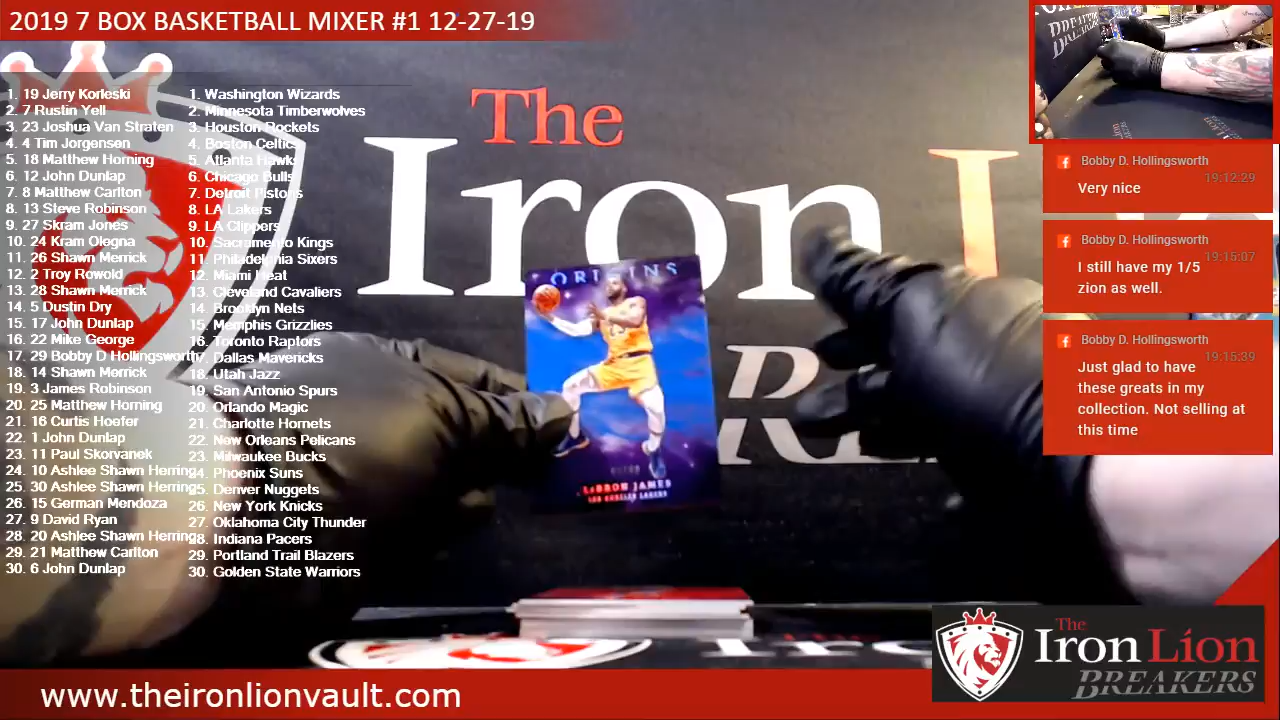 2019 7 BOX BASKETBALL MIXER #1 12-27-19
1. 19 Jerry Korleski
2. 7 Rustin Yell
3. 23 Joshua Van Straten
4. 4 Tim Jorgensen
5. 18 Matthew Horning
6. 12 John Dunlap
7. 8 Matthew Carlton
8. 13 Steve Robinson
9. 27 Skram Jones
10. 24 Kram Olegna
11. 26 Shawn Merrick
12. 2 Troy Rowold
13. 28 Shawn Merrick
14. 5 Dustin Dry
15. 17 John Dunlap
16. 22 Mike George
17. 29 Bobby D Hollingsworth
18. 14 Shawn Merrick
19. 3 James Robinson
20. 25 Matthew Horning
21. 16 Curtis Hoefer
22. 1 John Dunlap
23. 11 Paul Skorvanek
24. 10 Ashlee Shawn Herring
25. 30 Ashlee Shawn Herring
26. 15 German Mendoza
27. 9 David Ryan
28. 20 Ashlee Shawn Herring
29. 21 Matthew Carlton
30. 6 John Dunlap
1. Washington Wizards
2. Minnesota Timberwolves
3. Houston Rockets
4. Boston Celtics
5. Atlanta Hawks
6. Chicago Bulls
7. Detroit Pistons
8. LA Lakers
9. LA Clippers
10. Sacramento Kings
11. Philadelphia Sixers
12. Miami Heat
13. Cleveland Cavaliers
14. Brooklyn Nets
15. Memphis Grizzlies
16. Toronto Raptors
17. Dallas Mavericks
18. Utah Jazz
19. San Antonio Spurs
20. Orlando Magic
21. Charlotte Hornets
22. New Orleans Pelicans
23. Milwaukee Bucks
24. Phoenix Suns
25. Denver Nuggets
26. New York Knicks
27. Oklahoma City Thunder
28. Indiana Pacers
29. Portland Trail Blazers
30. Golden State Warriors
The
Iron L
ORIGINS
LEBRON JAMES
LOS ANGELES LAKERS
Bobby D. Hollingsworth
19:12:29
Very nice
Bobby D. Hollingsworth
19:15:07
I still have my 1/5
zion as well.
Bobby D. Hollingsworth
19:15:39
Just glad to have
these greats in my
collection. Not selling at
this time
The
Iron Lion
BREAKERS
www.theironlionvault.com